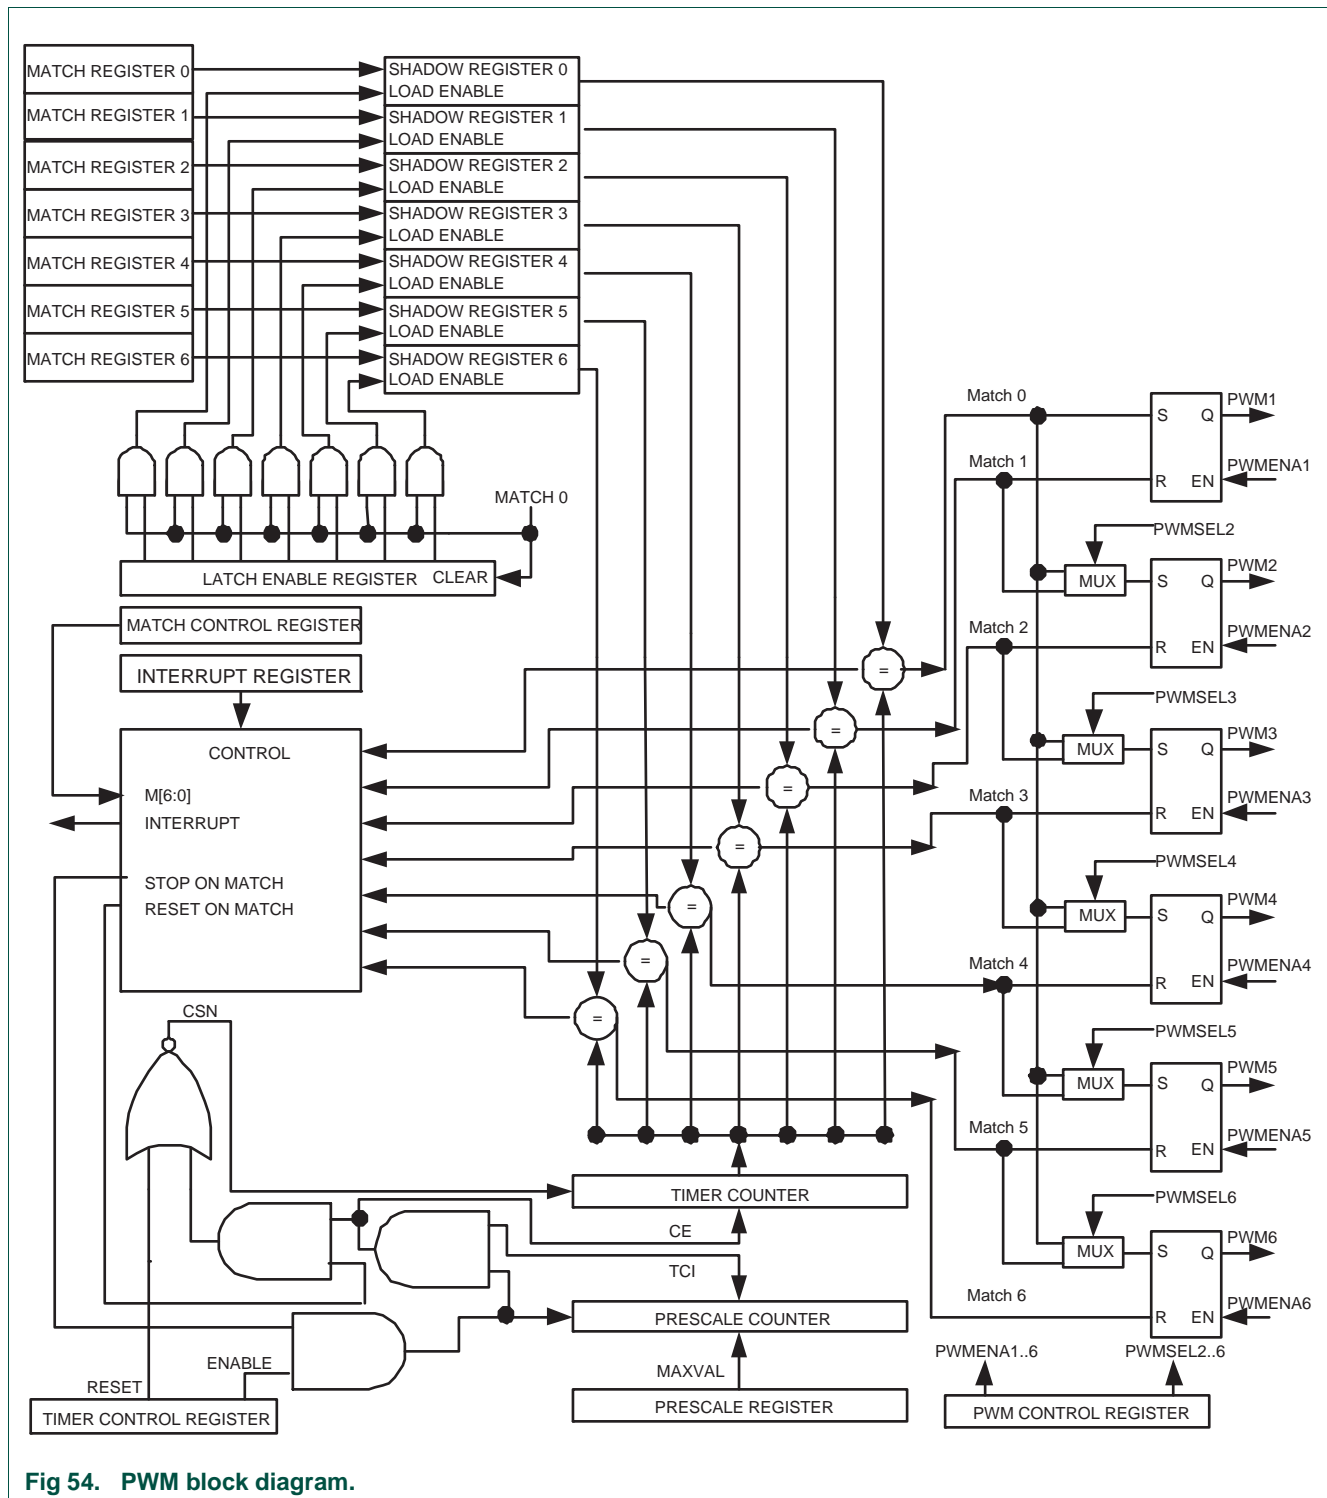 MATCH REGISTER 0
MATCH REGISTER 1
MATCH REGISTER 2
MATCH REGISTER 3
MATCH REGISTER 4
MATCH REGISTER 5
MATCH REGISTER 6
SHADOW REGISTER 0
LOAD ENABLE
SHADOW REGISTER 1
LOAD ENABLE
SHADOW REGISTER 2
LOAD ENABLE
SHADOW REGISTER 3
LOAD ENABLE
SHADOW REGISTER 4
LOAD ENABLE
SHADOW REGISTER 5
LOAD ENABLE
SHADOW REGISTER 6
LOAD ENABLE
MATCH 0
LATCH ENABLE REGISTER CLEAR
MATCH CONTROL REGISTER
INTERRUPT REGISTER
CONTROL
M[6:0]
INTERRUPT
STOP ON MATCH
RESET ON MATCH
CSN
=
=
=
=
=
=
=
Match 0
S Q PWM1
Match 1
R EN PWMENA1
PWMSEL2
MUX S Q PWM2
Match 2
R EN PWMENA2
PWMSEL3
MUX S Q PWM3
Match 3
R EN PWMENA3
PWMSEL4
MUX S Q PWM4
Match 4
R EN PWMENA4
PWMSEL5
MUX S Q PWM5
Match 5
R EN PWMENA5
PWMSEL6
MUX S Q PWM6
Match 6
R EN PWMENA6
TIMER COUNTER
CE
TCI
PRESCALE COUNTER
MAXVAL
PRESCALE REGISTER
ENABLE
RESET
TIMER CONTROL REGISTER
PWMENA1..6
PWMSEL2..6
PWM CONTROL REGISTER
Fig 54. PWM block diagram.